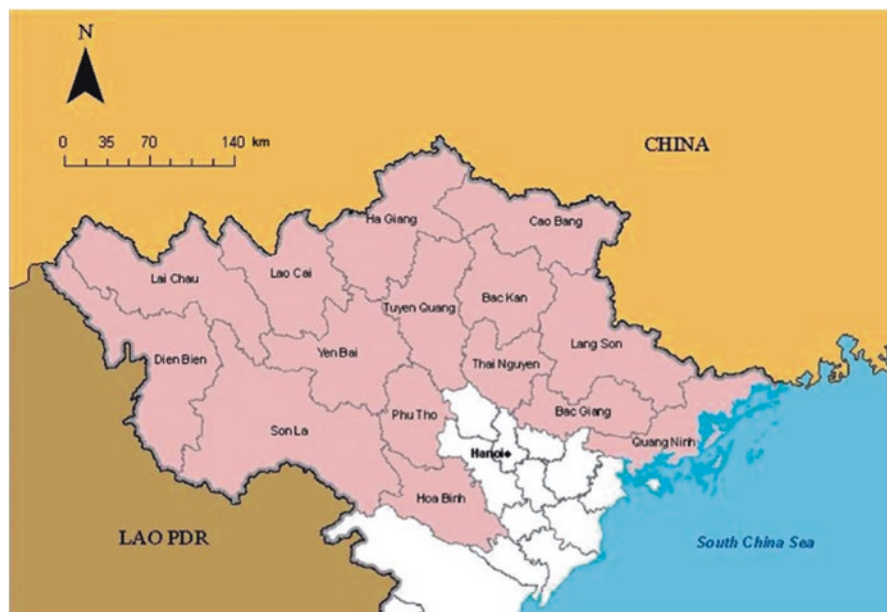 N
0 35 70 140 km
CHINA
Ha Giang
Cao Bang
Lai Chau
Lao Cai
Bac Kan
Tuyen Quang
Lang Son
Dien Bien
Yen Bai
Thai Nguyen
Phu Tho
Bac Giang
Son La
Quang Ninh
Hanoi
Hoa Binh
LAO PDR
South China Sea